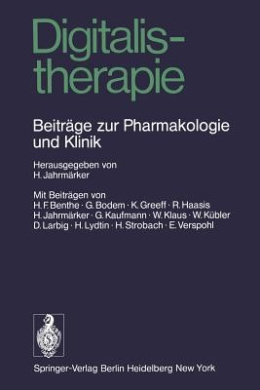 Digitalis-
therapie
Beiträge zur Pharmakologie
und Klinik
Herausgegeben von
H. Jahrmärker
Mit Beiträgen von
H. F. Benthe · G. Bodem · K. Greeff · R. Haasis
H. Jahrmärker · G. Kaufmann · W. Klaus · W. Kübler
D. Larbig · H. Lydtin · H. Strobach · E. Verspohl
Springer-Verlag Berlin Heidelberg New York